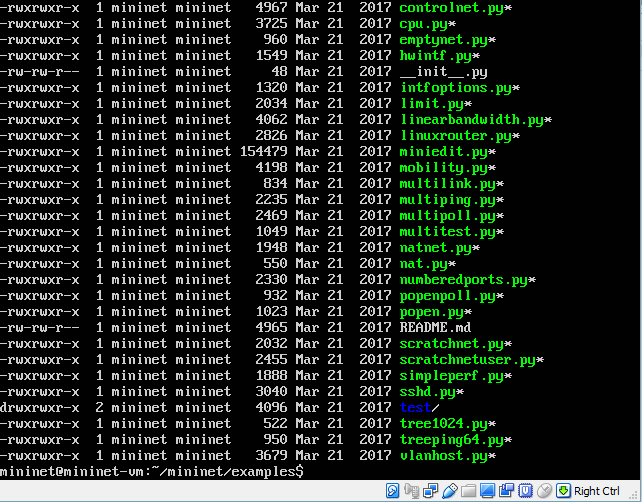 -rwxrwxr-x 1 mininet mininet 4967 Mar 21 2017 controlnet.py*
-rwxrwxr-x 1 mininet mininet 3725 Mar 21 2017 cpu.py*
-rwxrwxr-x 1 mininet mininet 960 Mar 21 2017 emptynet.py*
-rwxrwxr-x 1 mininet mininet 1549 Mar 21 2017 hwintf.py*
-rw-rw-r-- 1 mininet mininet 48 Mar 21 2017 __init__.py
-rwxrwxr-x 1 mininet mininet 1320 Mar 21 2017 intfoptions.py*
-rwxrwxr-x 1 mininet mininet 2034 Mar 21 2017 limit.py*
-rwxrwxr-x 1 mininet mininet 4062 Mar 21 2017 linearbandwidth.py*
-rwxrwxr-x 1 mininet mininet 2826 Mar 21 2017 linuxrouter.py*
-rwxrwxr-x 1 mininet mininet 154479 Mar 21 2017 miniedit.py*
-rwxrwxr-x 1 mininet mininet 4198 Mar 21 2017 mobility.py*
-rwxrwxr-x 1 mininet mininet 834 Mar 21 2017 multilink.py*
-rwxrwxr-x 1 mininet mininet 2235 Mar 21 2017 multiping.py*
-rwxrwxr-x 1 mininet mininet 2469 Mar 21 2017 multipoll.py*
-rwxrwxr-x 1 mininet mininet 1049 Mar 21 2017 multitest.py*
-rwxrwxr-x 1 mininet mininet 1948 Mar 21 2017 natnet.py*
-rwxrwxr-x 1 mininet mininet 550 Mar 21 2017 nat.py*
-rwxrwxr-x 1 mininet mininet 2330 Mar 21 2017 numberedports.py*
-rwxrwxr-x 1 mininet mininet 932 Mar 21 2017 popenpoll.py*
-rwxrwxr-x 1 mininet mininet 1023 Mar 21 2017 popen.py*
-rw-rw-r-- 1 mininet mininet 4965 Mar 21 2017 README.md
-rwxrwxr-x 1 mininet mininet 2032 Mar 21 2017 scratchnet.py*
-rwxrwxr-x 1 mininet mininet 2455 Mar 21 2017 scratchnetuser.py*
-rwxrwxr-x 1 mininet mininet 1888 Mar 21 2017 simpleperf.py*
-rwxrwxr-x 1 mininet mininet 3040 Mar 21 2017 sshd.py*
drwxrwxr-x 2 mininet mininet 4096 Mar 21 2017 test/
-rwxrwxr-x 1 mininet mininet 522 Mar 21 2017 tree1024.py*
-rwxrwxr-x 1 mininet mininet 950 Mar 21 2017 treeping64.py*
-rwxrwxr-x 1 mininet mininet 3679 Mar 21 2017 vlanhost.py*
mininet@mininet-vm:~/mininet/examples$
Right Ctrl